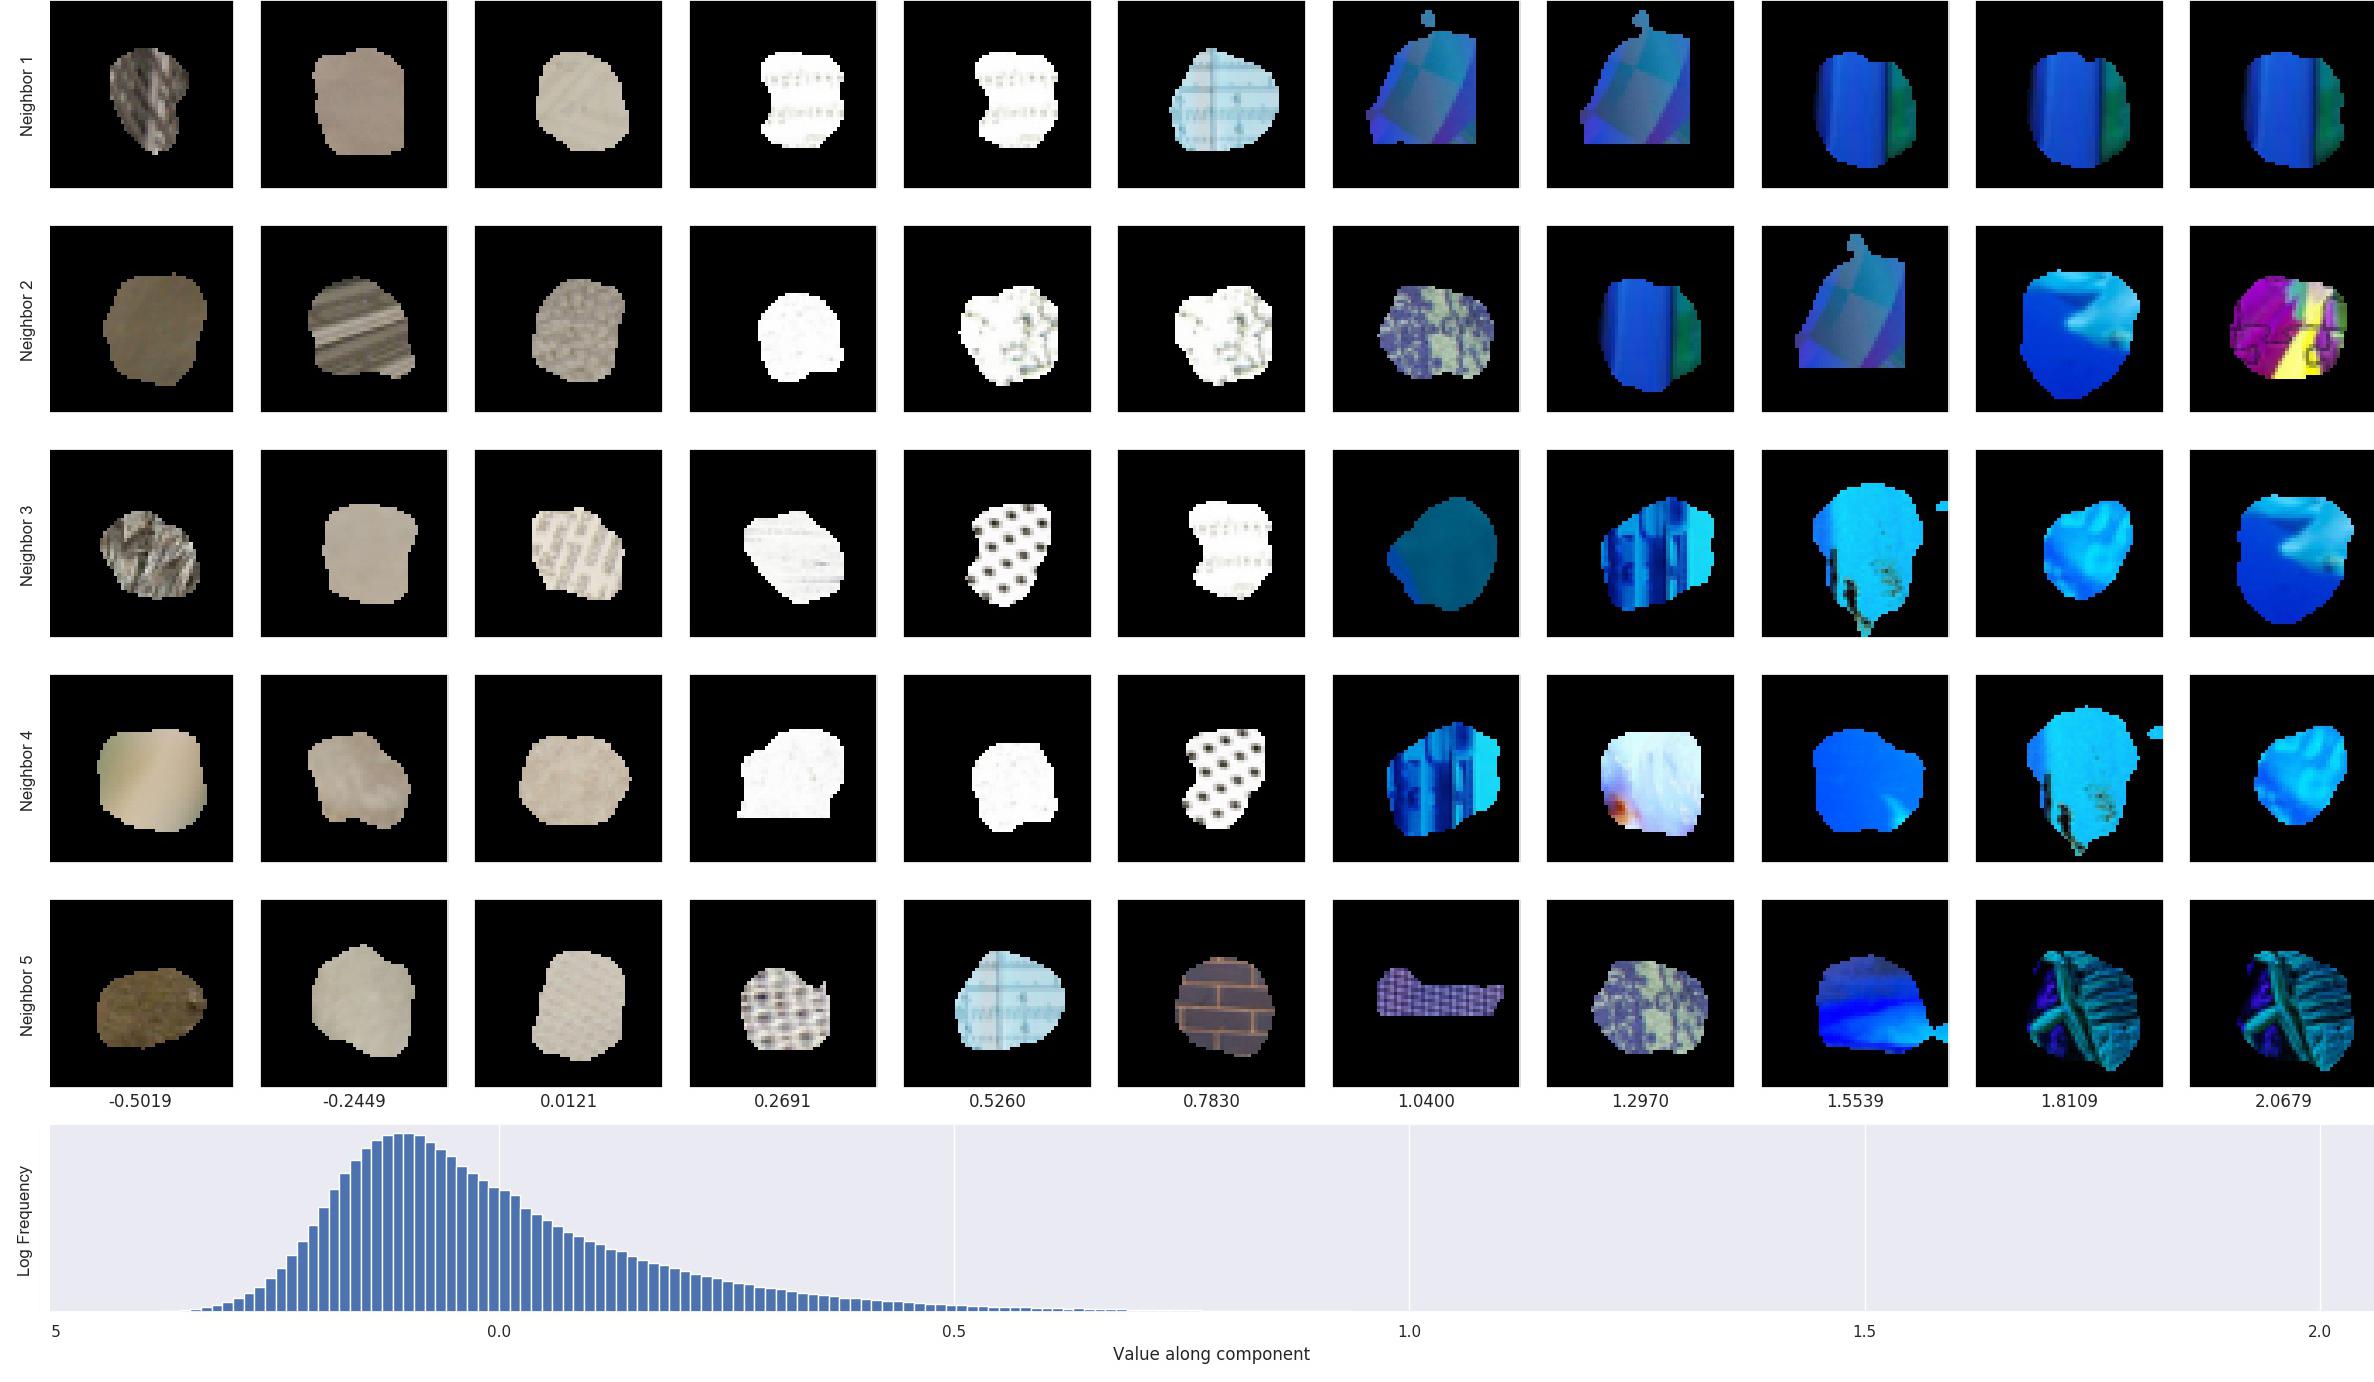 Neighbor 1
Neighbor 2
Neighbor 3
Neighbor 4
Neighbor 5
-0.5019 -0.2449 0.0121 0.2691 0.5260 0.7830 1.0400 1.2970 1.5539 1.8109 2.0679
Log Frequency
5 0.0 0.5 1.0 1.5 2.0
Value along component